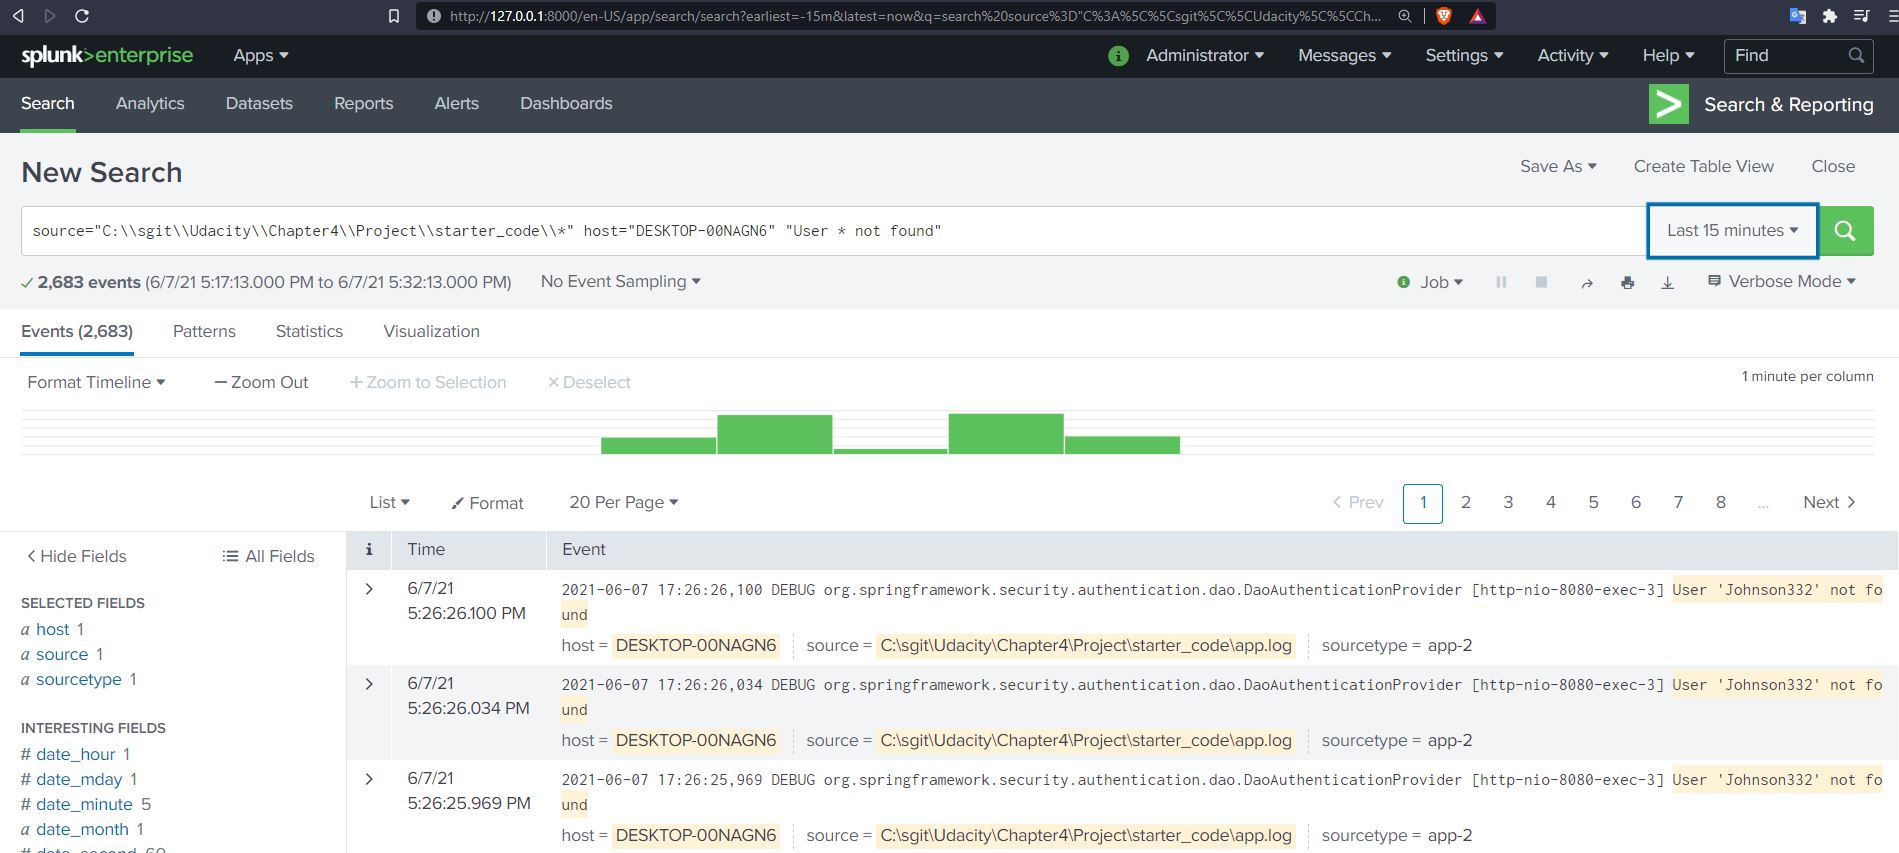 http://127.0.0.1:8000/en-US/app/search/search?earliest=-15m&latest=now&q=search%20source%3D"C%3A%5C%5Csgit%5C%5CUdacity%5C%5CCh...
splunk>enterprise Apps Administrator Messages Settings Activity Help Find
Search Analytics Datasets Reports Alerts Dashboards > Search & Reporting
New Search Save As Create Table View Close
source="C:\\sgit\\Udacity\\Chapter4\\Project\\starter_code\\*" host="DESKTOP-00NAGN6" "User * not found" Last 15 minutes
2,683 events (6/7/21 5:17:13.000 PM to 6/7/21 5:32:13.000 PM) No Event Sampling Job Verbose Mode
Events (2,683) Patterns Statistics Visualization
Format Timeline — Zoom Out + Zoom to Selection × Deselect 1 minute per column
List Format 20 Per Page < Prev 1 2 3 4 5 6 7 8 ... Next >
< Hide Fields All Fields
SELECTED FIELDS
a host 1
a source 1
a sourcetype 1
INTERESTING FIELDS
# date_hour 1
# date_mday 1
# date_minute 5
a date_month 1
# date_second 60
i Time Event
> 6/7/21
5:26:26.100 PM
2021-06-07 17:26:26,100 DEBUG org.springframework.security.authentication.dao.DaoAuthenticationProvider [http-nio-8080-exec-3] User 'Johnson332' not fo
und
host = DESKTOP-00NAGN6 source = C:\sgit\Udacity\Chapter4\Project\starter_code\app.log sourcetype = app-2
> 6/7/21
5:26:26.034 PM
2021-06-07 17:26:26,034 DEBUG org.springframework.security.authentication.dao.DaoAuthenticationProvider [http-nio-8080-exec-3] User 'Johnson332' not fo
und
host = DESKTOP-00NAGN6 source = C:\sgit\Udacity\Chapter4\Project\starter_code\app.log sourcetype = app-2
> 6/7/21
5:26:25.969 PM
2021-06-07 17:26:25,969 DEBUG org.springframework.security.authentication.dao.DaoAuthenticationProvider [http-nio-8080-exec-3] User 'Johnson332' not fo
und
host = DESKTOP-00NAGN6 source = C:\sgit\Udacity\Chapter4\Project\starter_code\app.log sourcetype = app-2